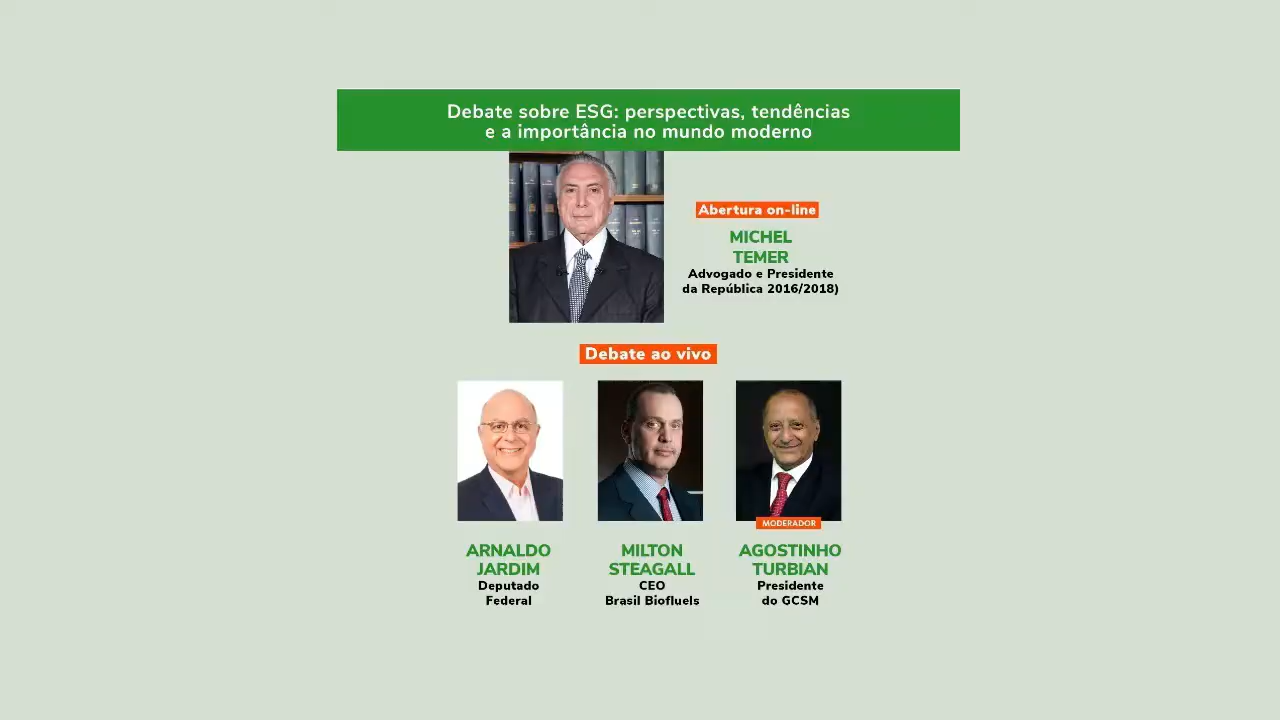 Debate sobre ESG: perspectivas, tendências
e a importância no mundo moderno
Abertura on-line
MICHEL
TEMER
Advogado e Presidente
da República 2016/2018)
Debate ao vivo
ARNALDO
JARDIM
Deputado
Federal
MILTON
STEAGALL
CEO
Brasil Biofluels
MODERADOR
AGOSTINHO
TURBIAN
Presidente
do GCSM